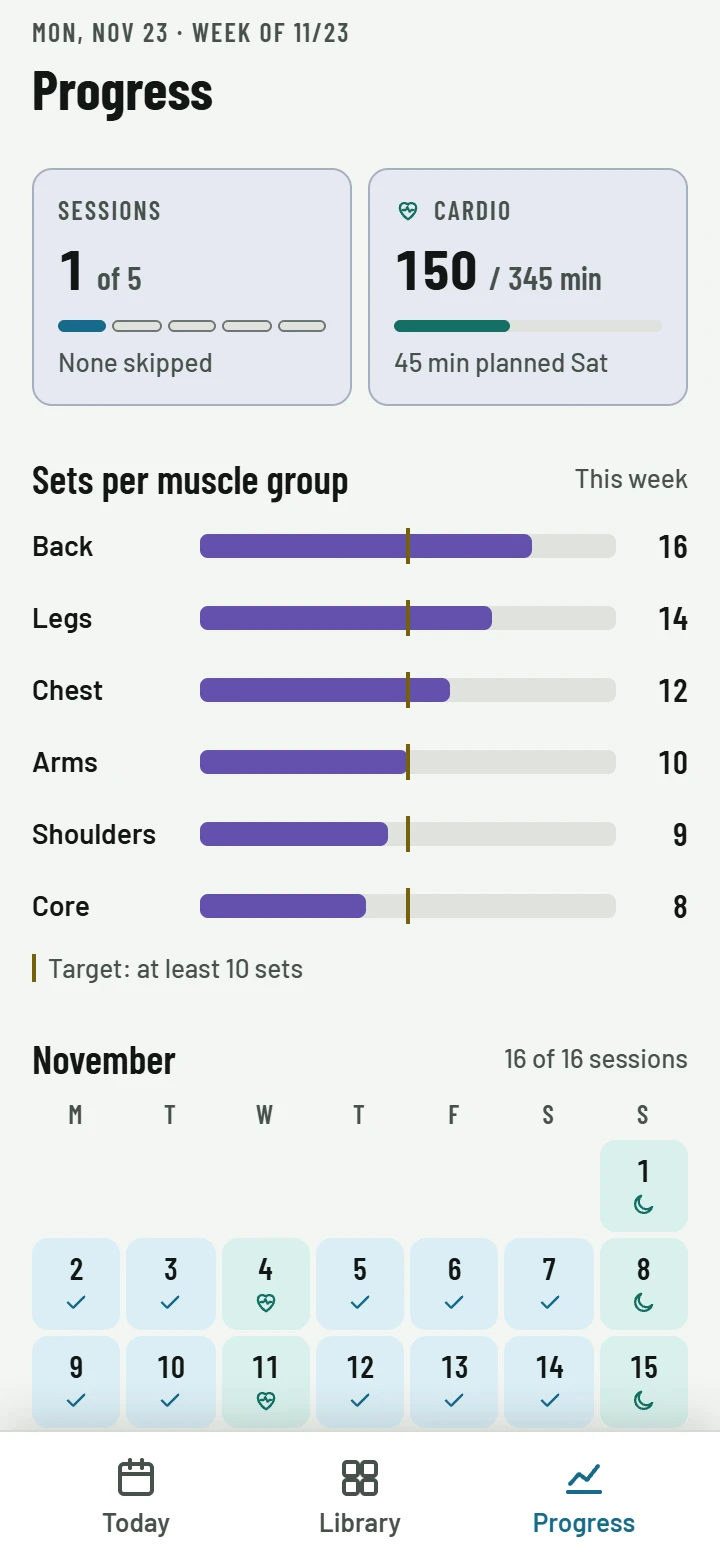 MON, NOV 23 · WEEK OF 11/23
Progress
SESSIONS
1 of 5
None skipped
CARDIO
150 / 345 min
45 min planned Sat
Sets per muscle group
This week
Back 16
Legs 14
Chest 12
Arms 10
Shoulders 9
Core 8
Target: at least 10 sets
November
16 of 16 sessions
M T W T F S S
1
2 3 4 5 6 7 8
9 10 11 12 13 14 15
Today Library Progress